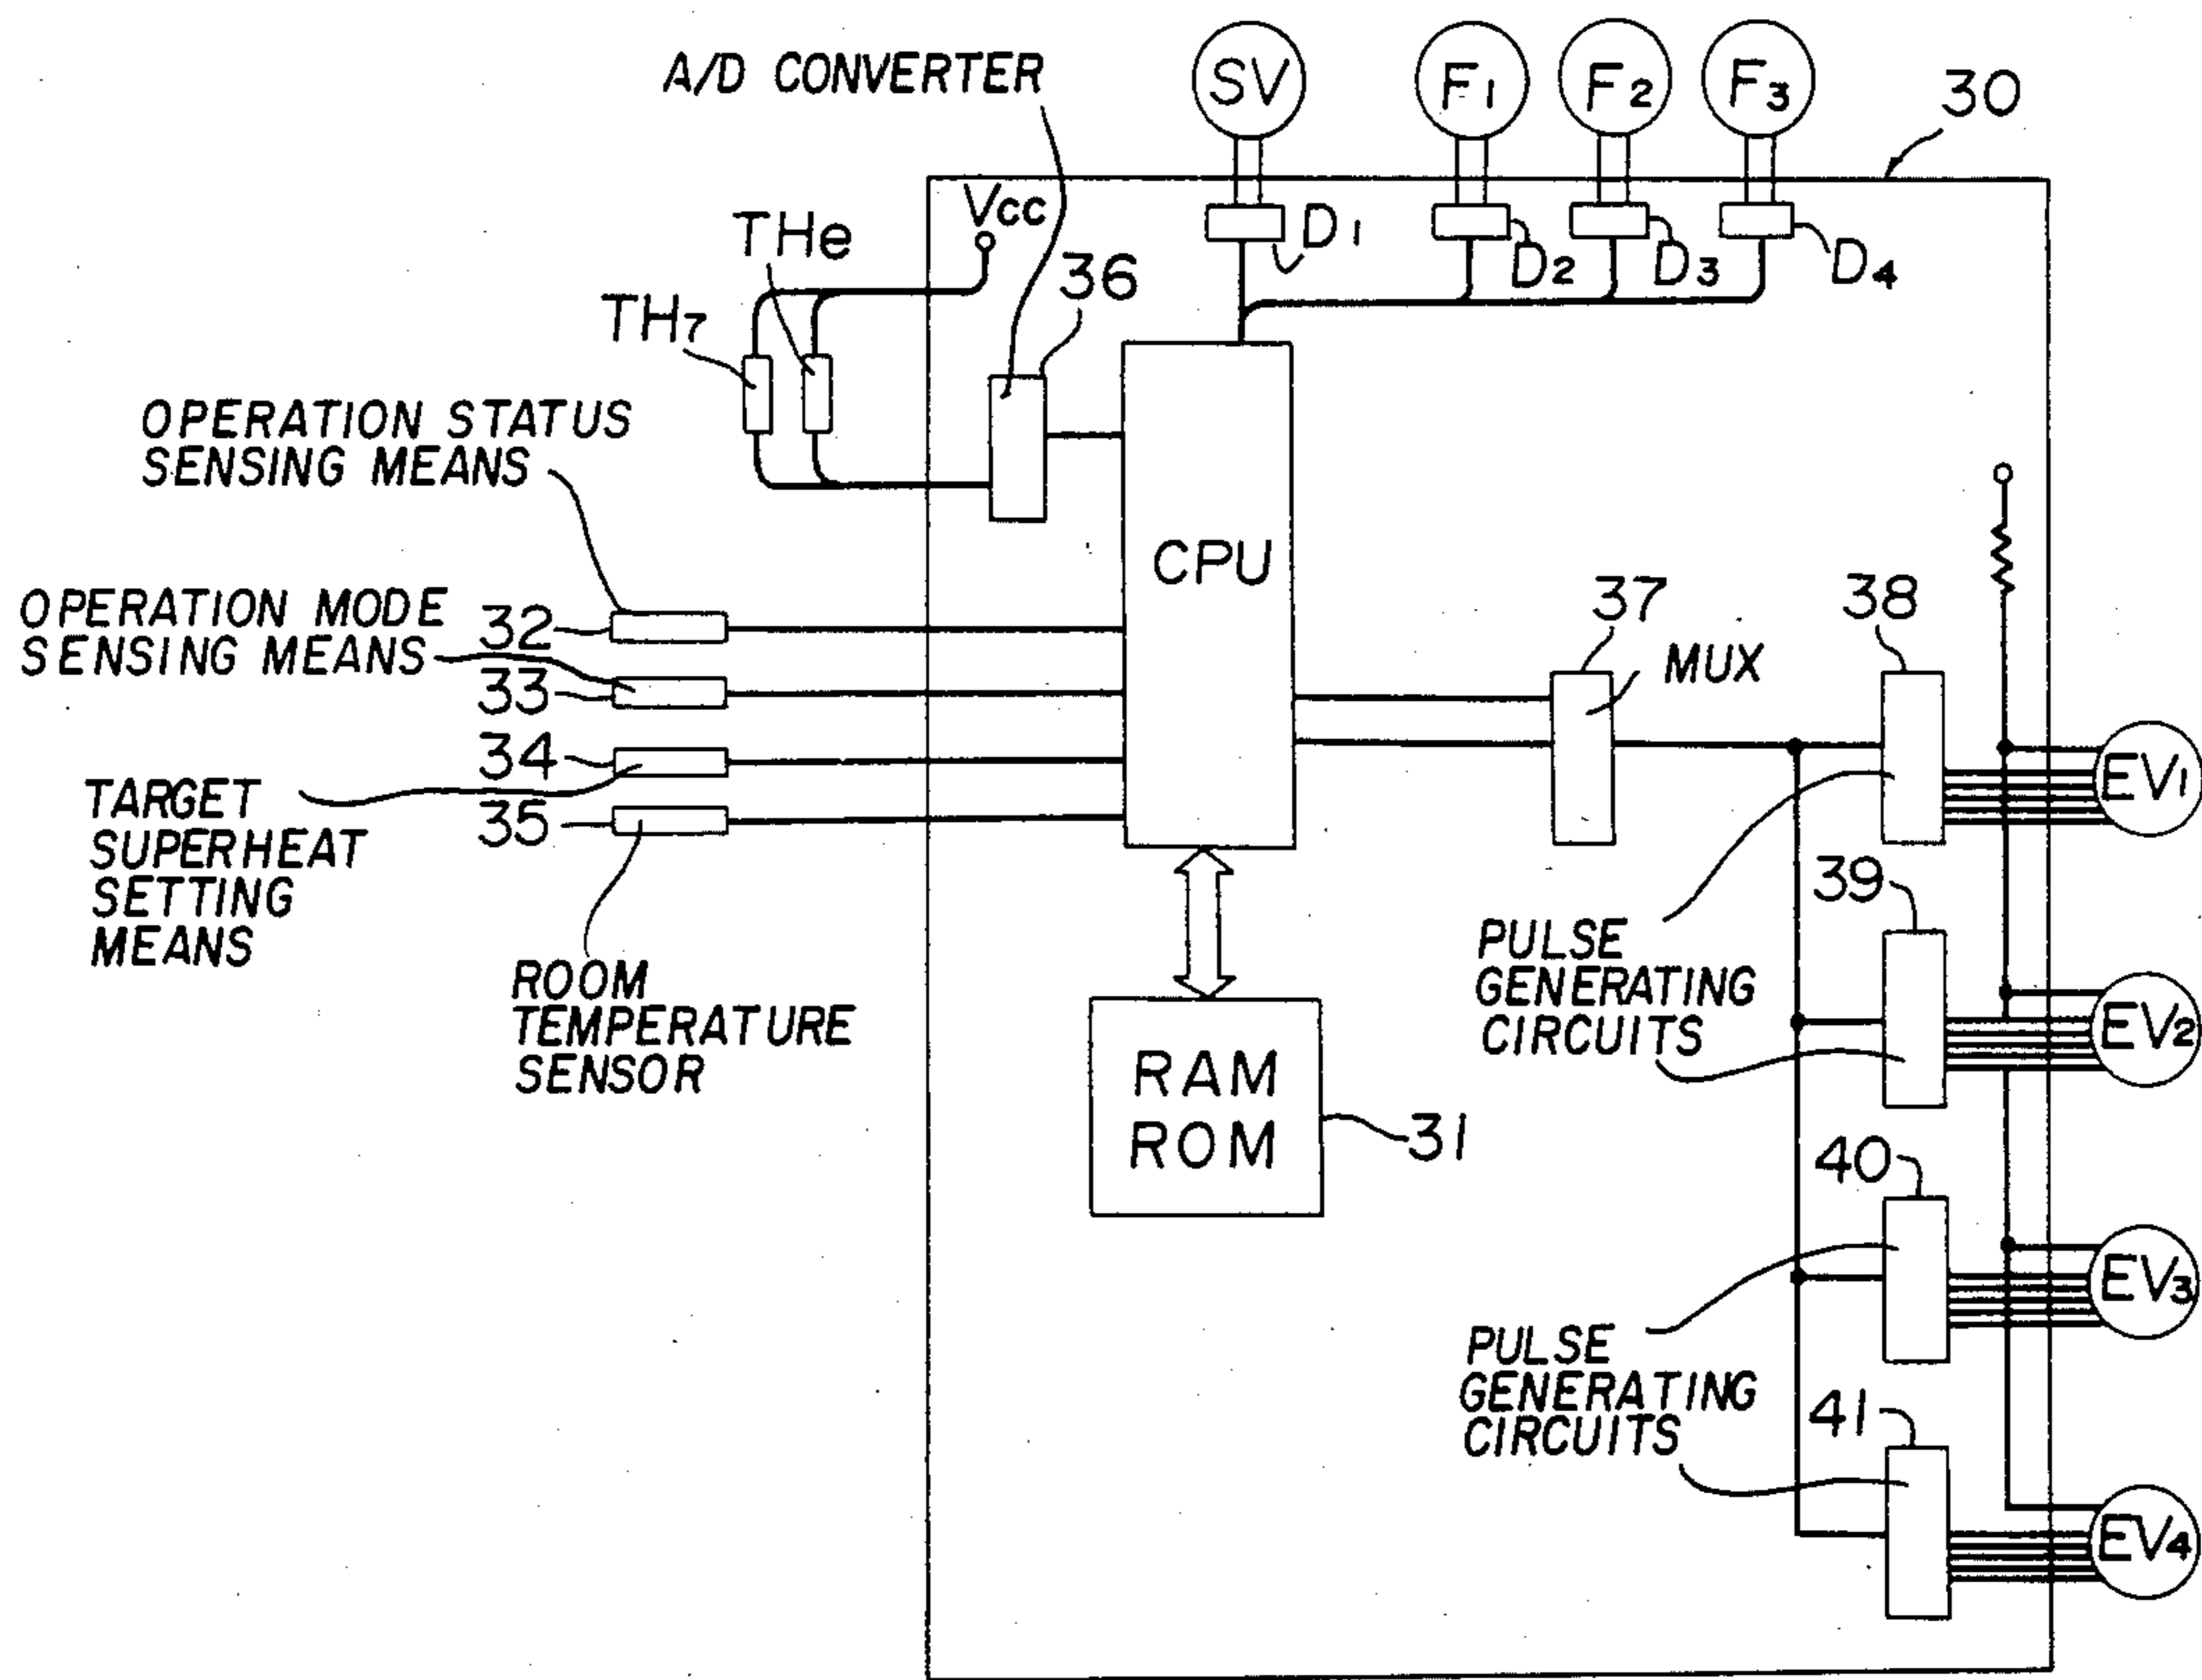 A/D CONVERTER
SV
F1
F2
F3
30
Vcc
D1
D2
D3
D4
THe
TH7
36
OPERATION STATUS
SENSING MEANS
CPU
OPERATION MODE
SENSING MEANS
32
33
34
35
37
MUX
38
TARGET
SUPERHEAT
SETTING
MEANS
ROOM
TEMPERATURE
SENSOR
EV1
39
PULSE
GENERATING
CIRCUITS
EV2
RAM
ROM
31
40
EV3
PULSE
GENERATING
CIRCUITS
41
EV4